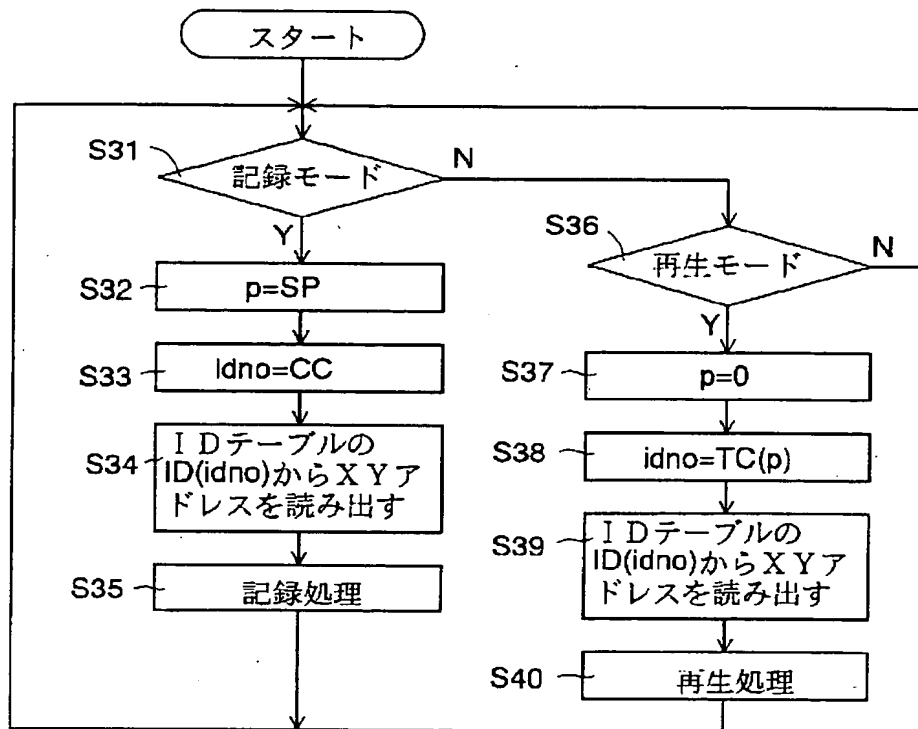 スタート
S31
記録モード
N
Y
S32
p=SP
S33
idno=CC
S34
ＩＤテーブルの
ID(idno)からＸＹア
ドレスを読み出す
S35
記録処理
S36
再生モード
N
Y
S37
p=0
S38
idno=TC(p)
S39
ＩＤテーブルの
ID(idno)からＸＹア
ドレスを読み出す
S40
再生処理